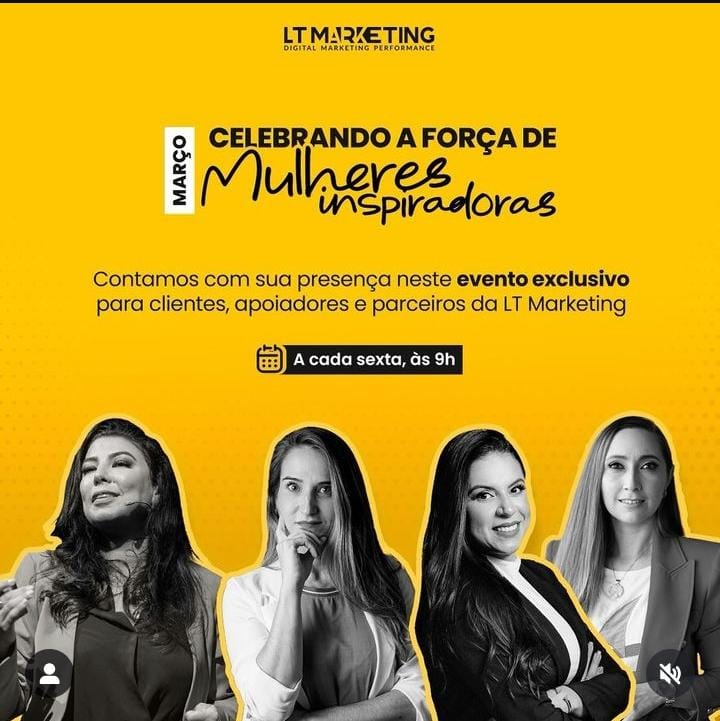 LT MARKETING
DIGITAL MARKETING PERFORMANCE
MARÇO
CELEBRANDO A FORÇA DE
Mulheres
inspiradoras
Contamos com sua presença neste evento exclusivo
para clientes, apoiadores e parceiros da LT Marketing
A cada sexta, às 9h